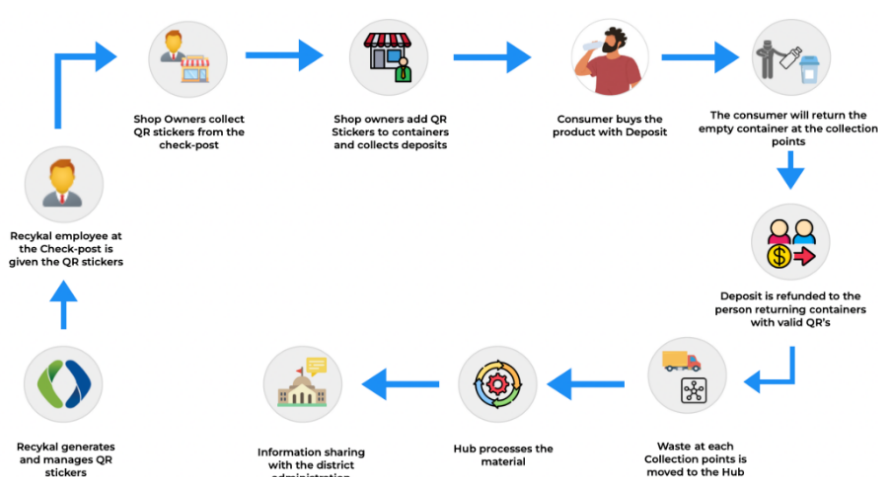 Recykal generates
and manages QR
stickers
Recykal employee at
the Check-post is
given the QR stickers
Shop Owners collect
QR stickers from the
check-post
Shop owners add QR
Stickers to containers
and collects deposits
Consumer buys the
product with Deposit
The consumer will return the
empty container at the collection
points
Deposit is refunded to the
person returning containers
with valid QR's
Waste at each
Collection points is
moved to the Hub
Hub processes the
material
Information sharing
with the district
administration